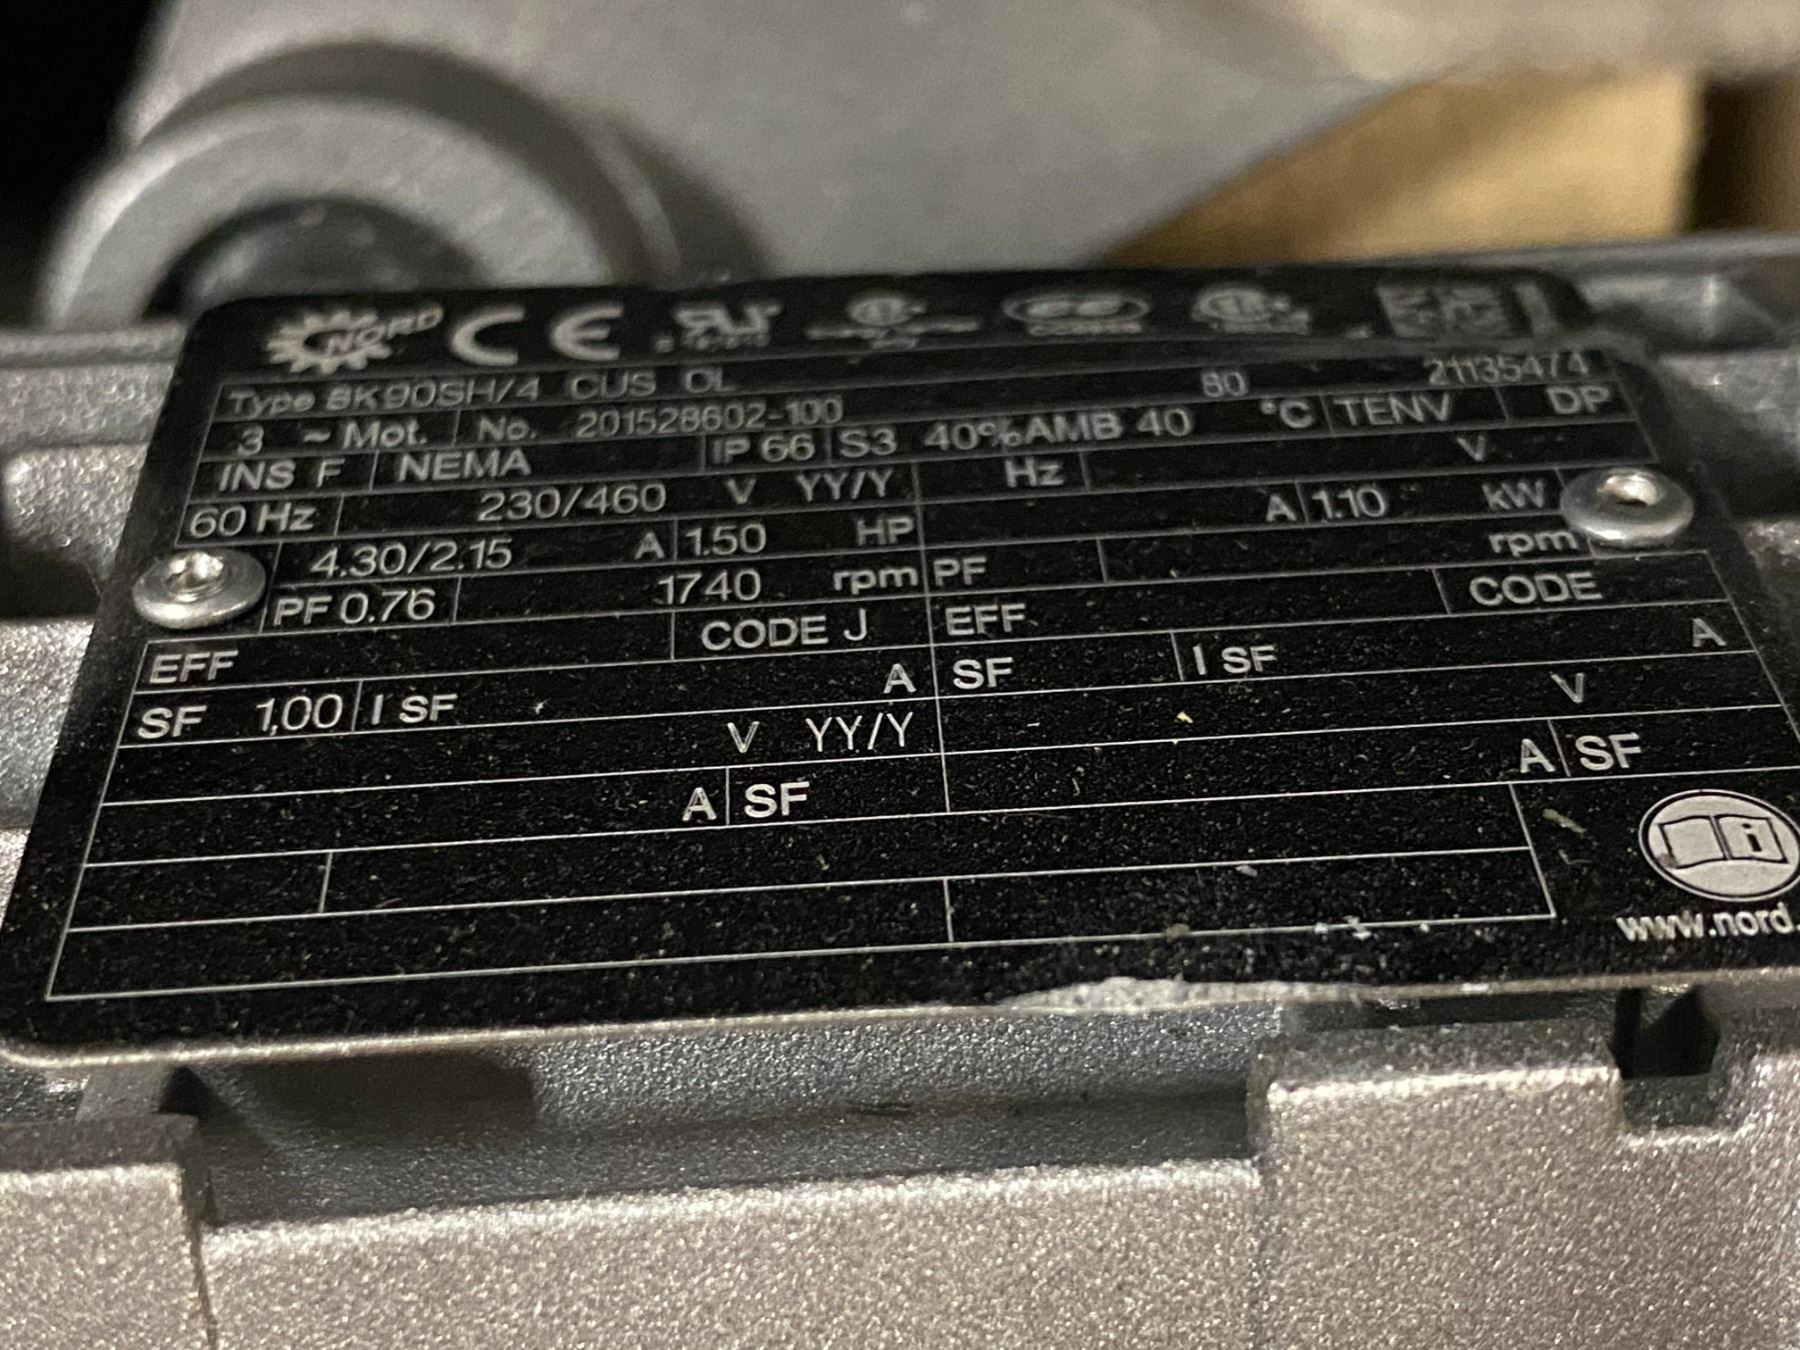 NORD CE
Type SK90SH/4 CUS OL 80 21135474
3 ~ Mot. No. 201528602-100
INS F NEMA IP 66 S3 40% AMB 40 °C TENV DP
60 Hz 230/460 V YY/Y Hz V
4.30/2.15 A 1.50 HP A 1.10 kW
PF 0.76 1740 rpm PF rpm
EFF CODE J EFF CODE
SF 1,00 I SF A SF I SF A
V YY/Y V
A SF A SF
i
www.nord.